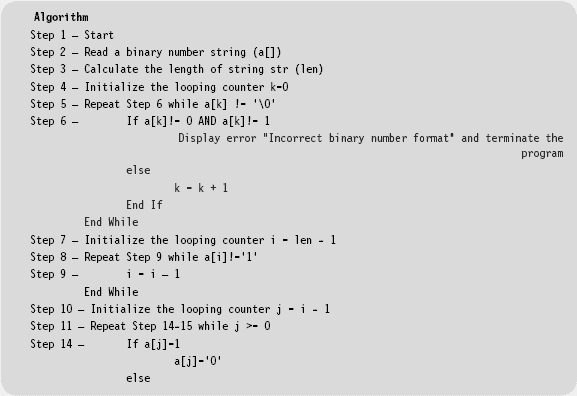 Algorithm
Step 1 – Start
Step 2 – Read a binary number string (a[])
Step 3 – Calculate the length of string str (len)
Step 4 – Initialize the looping counter k=0
Step 5 – Repeat Step 6 while a[k] != '\0'
Step 6 – If a[k]!= 0 AND a[k]!= 1
Display error "Incorrect binary number format" and terminate the
program
else
k = k + 1
End If
End While
Step 7 – Initialize the looping counter i = len - 1
Step 8 – Repeat Step 9 while a[i]!='1'
Step 9 – i = i – 1
End While
Step 10 – Initialize the looping counter j = i - 1
Step 11 – Repeat Step 14-15 while j >= 0
Step 14 – If a[j]=1
a[j]='0'
else